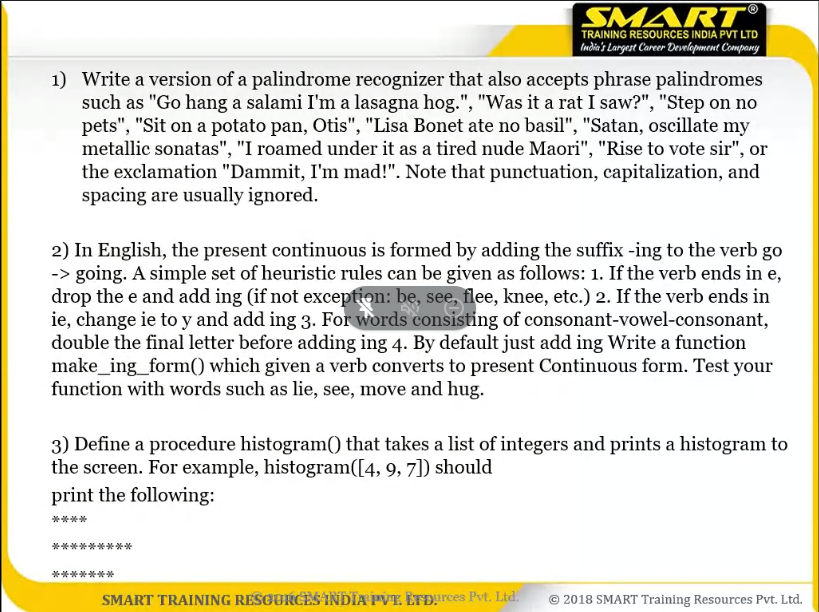 SMART®
TRAINING RESOURCES INDIA PVT LTD
India's Largest Career Development Company
1) Write a version of a palindrome recognizer that also accepts phrase palindromes
such as "Go hang a salami I'm a lasagna hog.", "Was it a rat I saw?", "Step on no
pets", "Sit on a potato pan, Otis", "Lisa Bonet ate no basil", "Satan, oscillate my
metallic sonatas", "I roamed under it as a tired nude Maori", "Rise to vote sir", or
the exclamation "Dammit, I'm mad!". Note that punctuation, capitalization, and
spacing are usually ignored.
2) In English, the present continuous is formed by adding the suffix -ing to the verb go
-> going. A simple set of heuristic rules can be given as follows: 1. If the verb ends in e,
drop the e and add ing (if not exception: be, see, flee, knee, etc.) 2. If the verb ends in
ie, change ie to y and add ing 3. For words consisting of consonant-vowel-consonant,
double the final letter before adding ing 4. By default just add ing Write a function
make_ing_form() which given a verb converts to present Continuous form. Test your
function with words such as lie, see, move and hug.
3) Define a procedure histogram() that takes a list of integers and prints a histogram to
the screen. For example, histogram([4, 9, 7]) should
print the following:
****
*********
*******
SMART TRAINING RESOURCES INDIA PVT. LTD.
SMART Training Resources Pvt. Ltd.
© 2018 SMART Training Resources Pvt. Ltd.